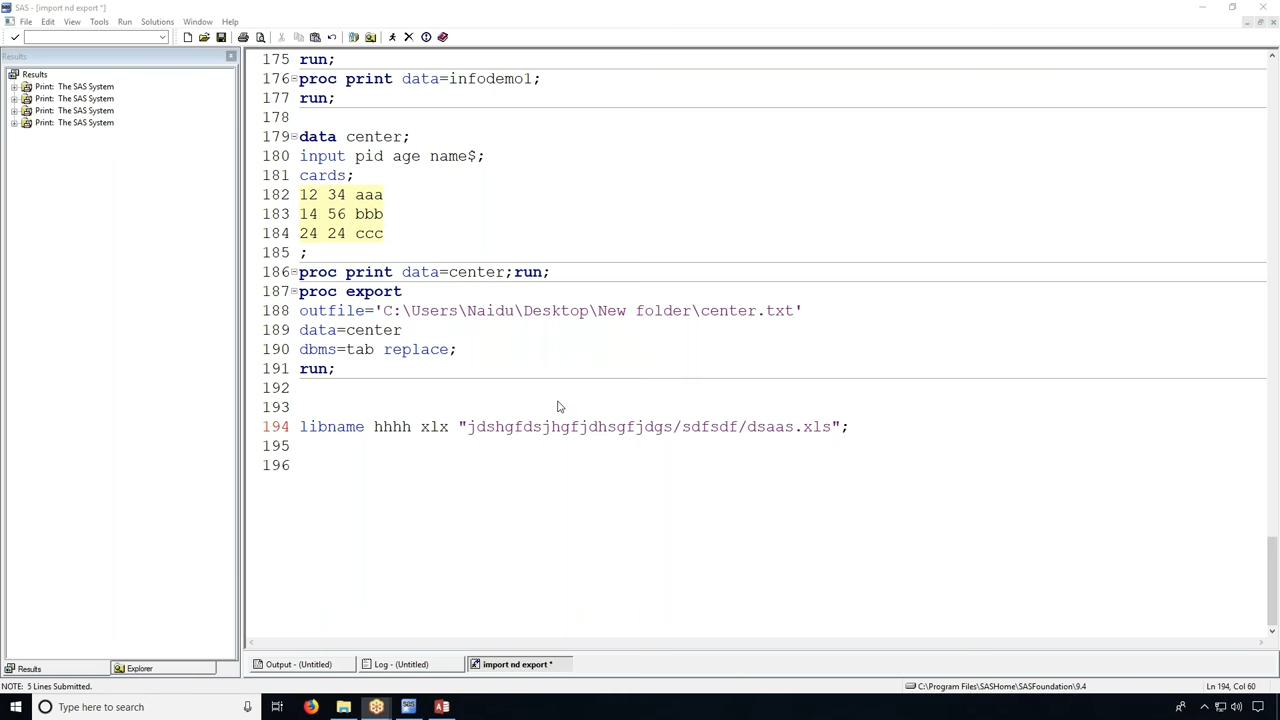 SAS - [import nd export *]
File Edit View Tools Run Solutions Window Help
Results
Results
Print: The SAS System
Print: The SAS System
Print: The SAS System
Print: The SAS System
175 run;
176 proc print data=infodemo1;
177 run;
178
179 data center;
180 input pid age name$;
181 cards;
182 12 34 aaa
183 14 56 bbb
184 24 24 ccc
185 ;
186 proc print data=center;run;
187 proc export
188 outfile='C:\Users\Naidu\Desktop\New folder\center.txt'
189 data=center
190 dbms=tab replace;
191 run;
192
193
194 libname hhhh xlx "jdshgfdsjhgfjdhsgfjdgs/sdfsdf/dsaas.xls";
195
196
Results Explorer
Output - (Untitled) Log - (Untitled) import nd export *
NOTE: 5 Lines Submitted. C:\Program Files\SASHome\SASFoundation\9.4 Ln 194, Col 60
Type here to search